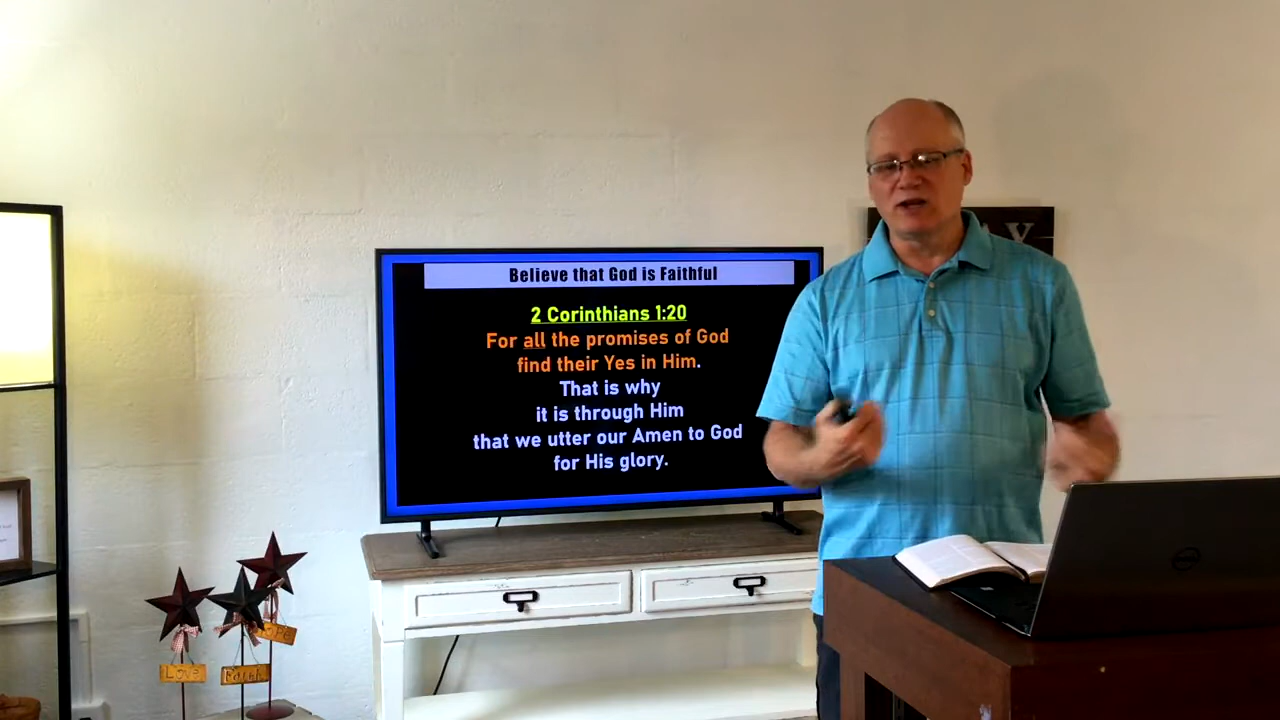 Believe that God is Faithful
2 Corinthians 1:20
For all the promises of God
find their Yes in Him.
That is why
it is through Him
that we utter our Amen to God
for His glory.
Love
Faith
DELL